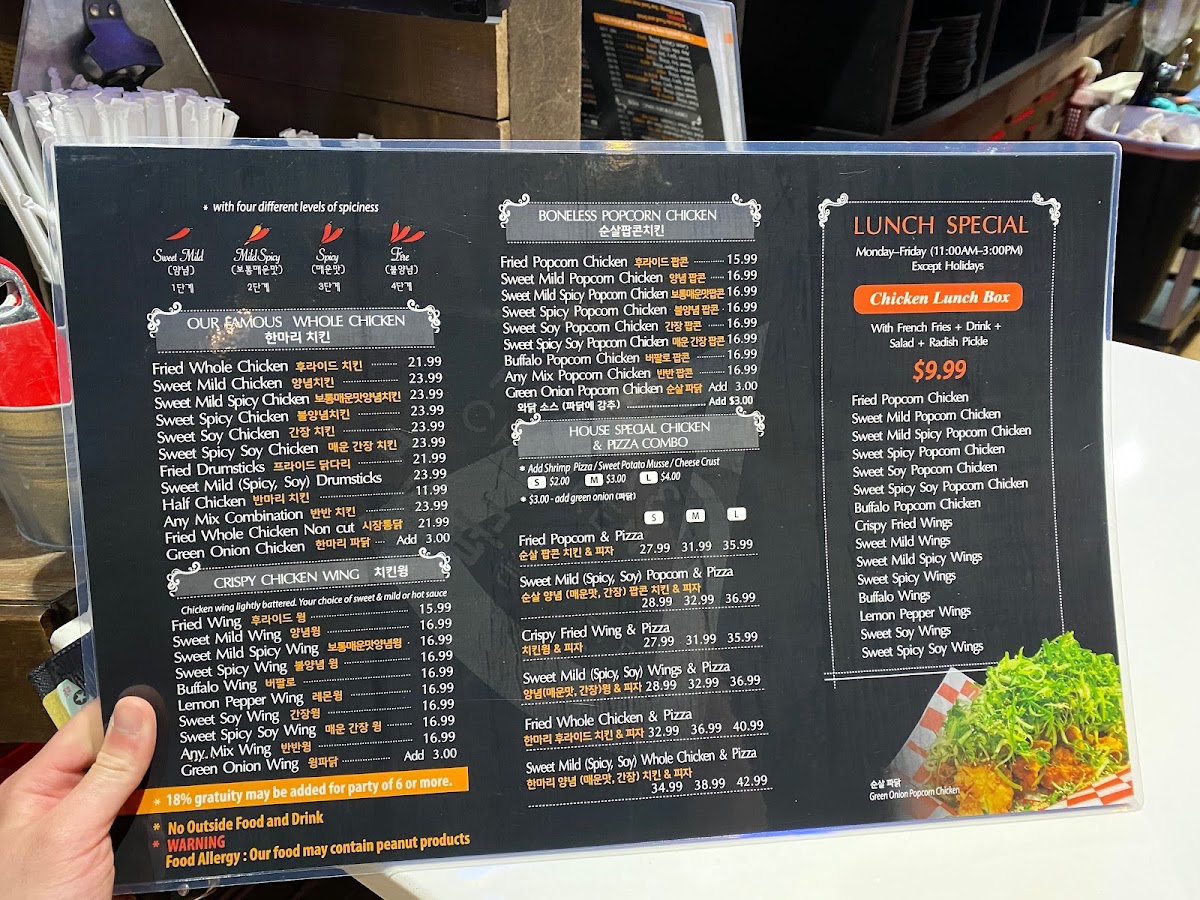 * with four different levels of spiciness
Sweet Mild Mild Spicy Spicy Fire
(양념) (보통매운맛) (매운맛) (불양념)
1단계 2단계 3단계 4단계
OUR FAMOUS WHOLE CHICKEN
한마리 치킨
Fried Whole Chicken 후라이드 치킨 21.99
Sweet Mild Chicken 양념치킨 23.99
Sweet Mild Spicy Chicken 보통매운맛양념치킨 23.99
Sweet Spicy Chicken 불양념치킨 23.99
Sweet Soy Chicken 간장 치킨 23.99
Sweet Spicy Soy Chicken 매운 간장 치킨 23.99
Fried Drumsticks 프라이드 닭다리 21.99
Sweet Mild (Spicy, Soy) Drumsticks 23.99
Half Chicken 반마리 치킨 11.99
Any Mix Combination 반반 치킨 23.99
Fried Whole Chicken Non cut 시장통닭 21.99
Green Onion Chicken 한마리 파닭 Add 3.00
CRISPY CHICKEN WING 치킨윙
Chicken wing lightly battered. Your choice of sweet & mild or hot sauce
Fried Wing 후라이드 윙 15.99
Sweet Mild Wing 양념윙 16.99
Sweet Mild Spicy Wing 보통매운맛양념윙 16.99
Sweet Spicy Wing 불양념 윙 16.99
Buffalo Wing 버팔로 16.99
Lemon Pepper Wing 레몬윙 16.99
Sweet Soy Wing 간장윙 16.99
Sweet Spicy Soy Wing 매운 간장 윙 16.99
Any Mix Wing 반반윙 16.99
Green Onion Wing 윙파닭 Add 3.00
* 18% gratuity may be added for party of 6 or more.
* No Outside Food and Drink
* WARNING
Food Allergy : Our food may contain peanut products
BONELESS POPCORN CHICKEN
순살팝콘치킨
Fried Popcorn Chicken 후라이드 팝콘 15.99
Sweet Mild Popcorn Chicken 양념 팝콘 16.99
Sweet Mild Spicy Popcorn Chicken 보통매운맛팝콘 16.99
Sweet Spicy Popcorn Chicken 불양념 팝콘 16.99
Sweet Soy Popcorn Chicken 간장 팝콘 16.99
Sweet Spicy Soy Popcorn Chicken 매운 간장 팝콘 16.99
Buffalo Popcorn Chicken 버팔로 팝콘 16.99
Any Mix Popcorn Chicken 반반 팝콘 16.99
Green Onion Popcorn Chicken 순살 파닭 Add 3.00
와닭 소스 (파닭에 강추) Add $3.00
HOUSE SPECIAL CHICKEN
& PIZZA COMBO
* Add Shrimp Pizza / Sweet Potato Musse / Cheese Crust
S $2.00 M $3.00 L $4.00
* $3.00 - add green onion (파닭)
S M L
Fried Popcorn & Pizza
순살 팝콘 치킨 & 피자 27.99 31.99 35.99
Sweet Mild (Spicy, Soy) Popcorn & Pizza
순살 양념 (매운맛, 간장) 팝콘 치킨 & 피자
28.99 32.99 36.99
Crispy Fried Wing & Pizza
치킨윙 & 피자 27.99 31.99 35.99
Sweet Mild (Spicy, Soy) Wings & Pizza
양념(매운맛, 간장)윙 & 피자 28.99 32.99 36.99
Fried Whole Chicken & Pizza
한마리 후라이드 치킨 & 피자 32.99 36.99 40.99
Sweet Mild (Spicy, Soy) Whole Chicken & Pizza
한마리 양념 (매운맛, 간장) 치킨 & 피자
34.99 38.99 42.99
LUNCH SPECIAL
Monday–Friday (11:00AM–3:00PM)
Except Holidays
Chicken Lunch Box
With French Fries + Drink +
Salad + Radish Pickle
$9.99
Fried Popcorn Chicken
Sweet Mild Popcorn Chicken
Sweet Mild Spicy Popcorn Chicken
Sweet Spicy Popcorn Chicken
Sweet Soy Popcorn Chicken
Sweet Spicy Soy Popcorn Chicken
Buffalo Popcorn Chicken
Crispy Fried Wings
Sweet Mild Wings
Sweet Mild Spicy Wings
Sweet Spicy Wings
Buffalo Wings
Lemon Pepper Wings
Sweet Soy Wings
Sweet Spicy Soy Wings
순살 파닭
Green Onion Popcorn Chicken